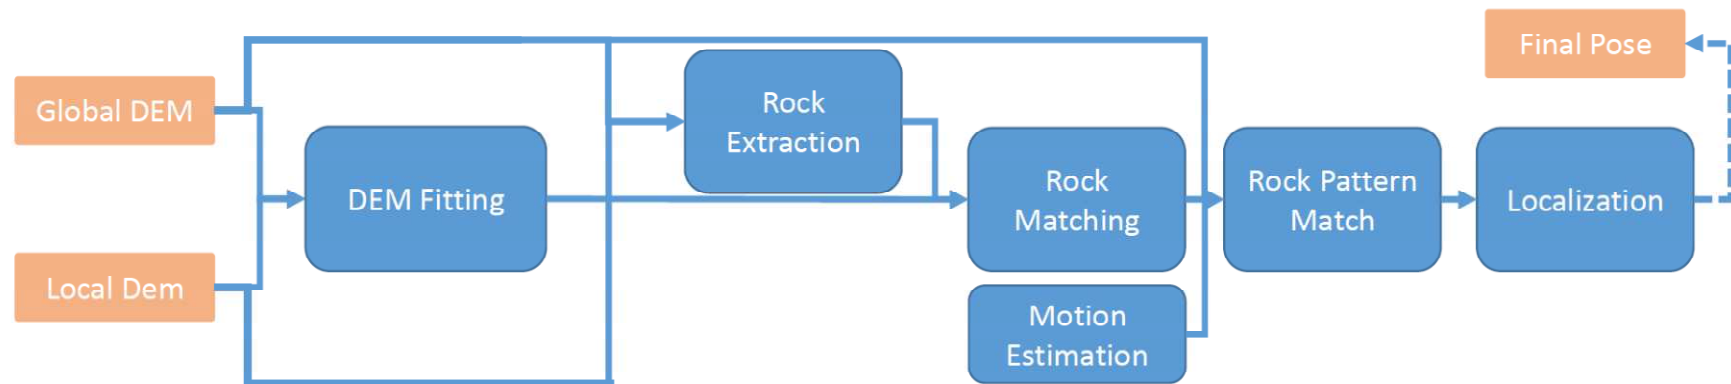 Global DEM
Local Dem
DEM Fitting
Rock
Extraction
Rock
Matching
Motion
Estimation
Rock Pattern
Match
Localization
Final Pose